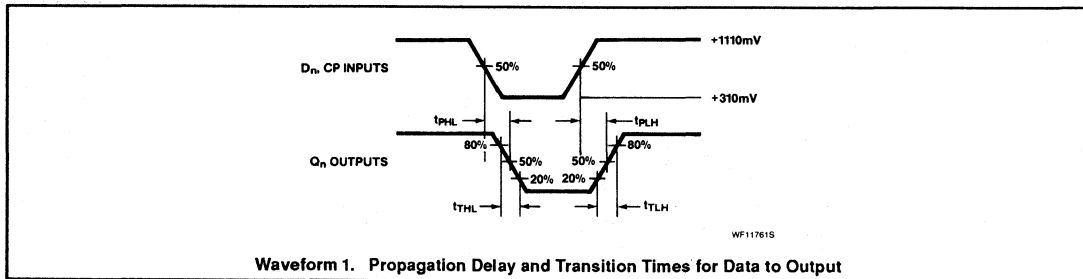 +1110mV
Dn, CP INPUTS
50%
50%
+310mV
tPHL
tPLH
80%
80%
Qn OUTPUTS
50%
50%
20%
20%
tTHL
tTLH
WF11761S
Waveform 1. Propagation Delay and Transition Times for Data to Output